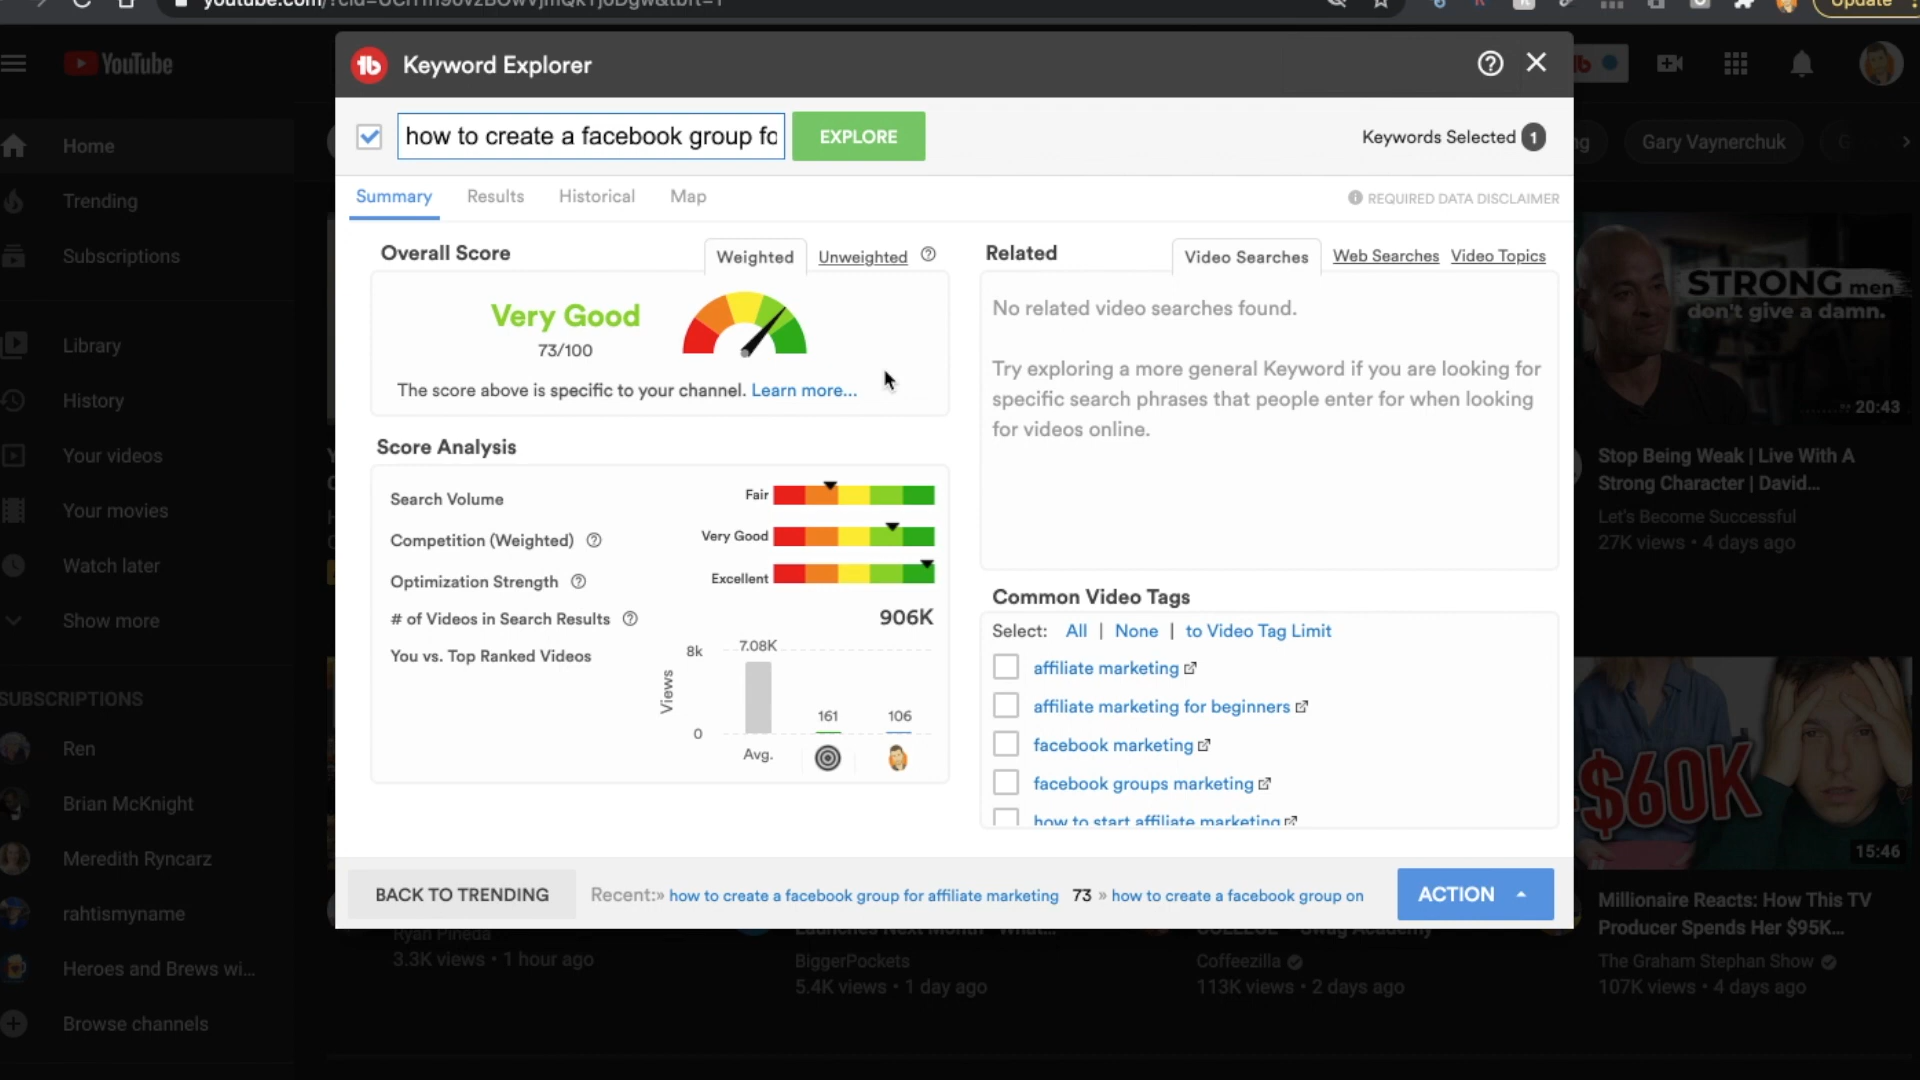 Update
YouTube
Keyword Explorer
how to create a facebook group fo
EXPLORE
Keywords Selected 1
Gary Vaynerchuk
Home
Trending
Subscriptions
Library
History
Your videos
Your movies
Watch later
Show more
SUBSCRIPTIONS
Ren
Brian McKnight
Meredith Ryncarz
rahtismyname
Heroes and Brews wi...
Browse channels
Summary
Results
Historical
Map
REQUIRED DATA DISCLAIMER
Overall Score
Weighted
Unweighted
Very Good
73/100
The score above is specific to your channel. Learn more...
Score Analysis
Search Volume
Fair
Competition (Weighted)
Very Good
Optimization Strength
Excellent
# of Videos in Search Results
906K
You vs. Top Ranked Videos
Views
8k
0
7.08K
161
106
Avg.
Related
Video Searches
Web Searches
Video Topics
No related video searches found.
Try exploring a more general Keyword if you are looking for
specific search phrases that people enter for when looking
for videos online.
Common Video Tags
Select: All | None | to Video Tag Limit
affiliate marketing
affiliate marketing for beginners
facebook marketing
facebook groups marketing
how to start affiliate marketing
BACK TO TRENDING
Recent:» how to create a facebook group for affiliate marketing 73 » how to create a facebook group on
ACTION
STRONG men
don't give a damn.
20:43
Stop Being Weak | Live With A
Strong Character | David...
Let's Become Successful
27K views • 4 days ago
$60K
15:46
Millionaire Reacts: How This TV
Producer Spends Her $95K...
The Graham Stephan Show
107K views • 4 days ago
Ryan Pineda
3.3K views • 1 hour ago
Launches Next Month
BiggerPockets
5.4K views • 1 day ago
COLLEGE - Swag Academy
Coffeezilla
113K views • 2 days ago